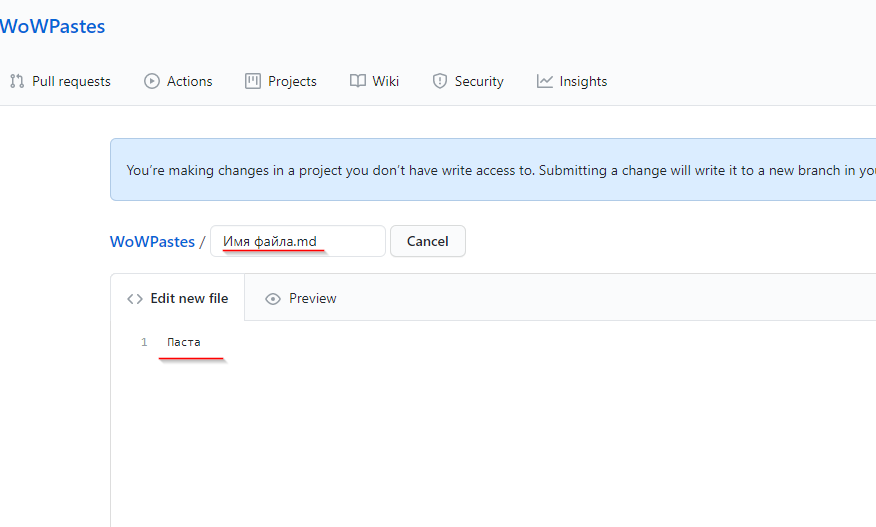 WoWPastes
Pull requests Actions Projects Wiki Security Insights
You're making changes in a project you don't have write access to. Submitting a change will write it to a new branch in
WoWPastes / Имя файла.md Cancel
Edit new file Preview
1 Паста